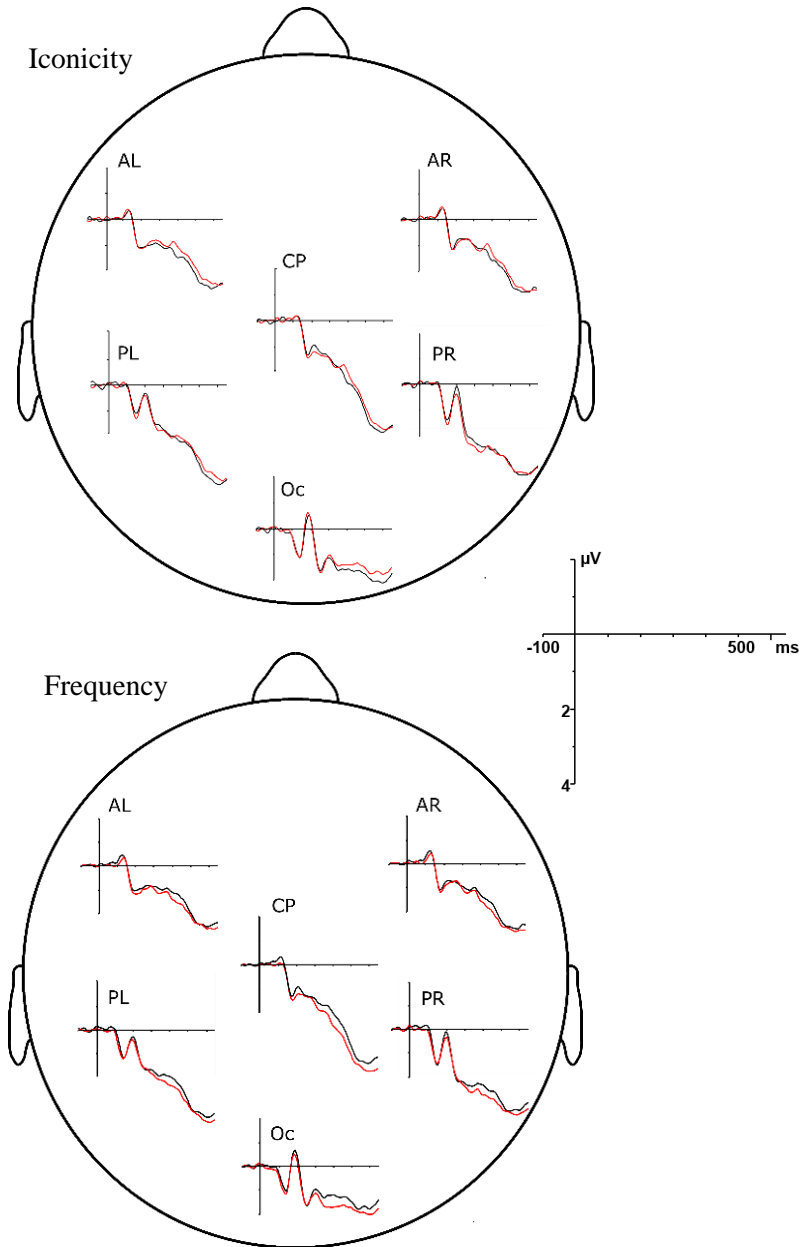 Iconicity
AL
AR
CP
PL
PR
Oc
µV
-100 500 ms
2
4
Frequency
AL
AR
CP
PL
PR
Oc